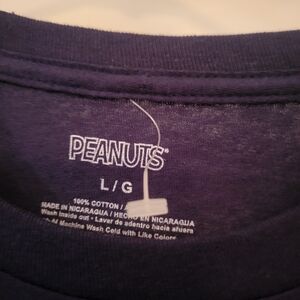 PEANUTS
L / G
100% COTTON /
MADE IN NICARAGUA / HECHO EN NICARAGUA
Wash inside out • Lavar de adentro hacia afuera
Machine Wash Cold with Like Colors